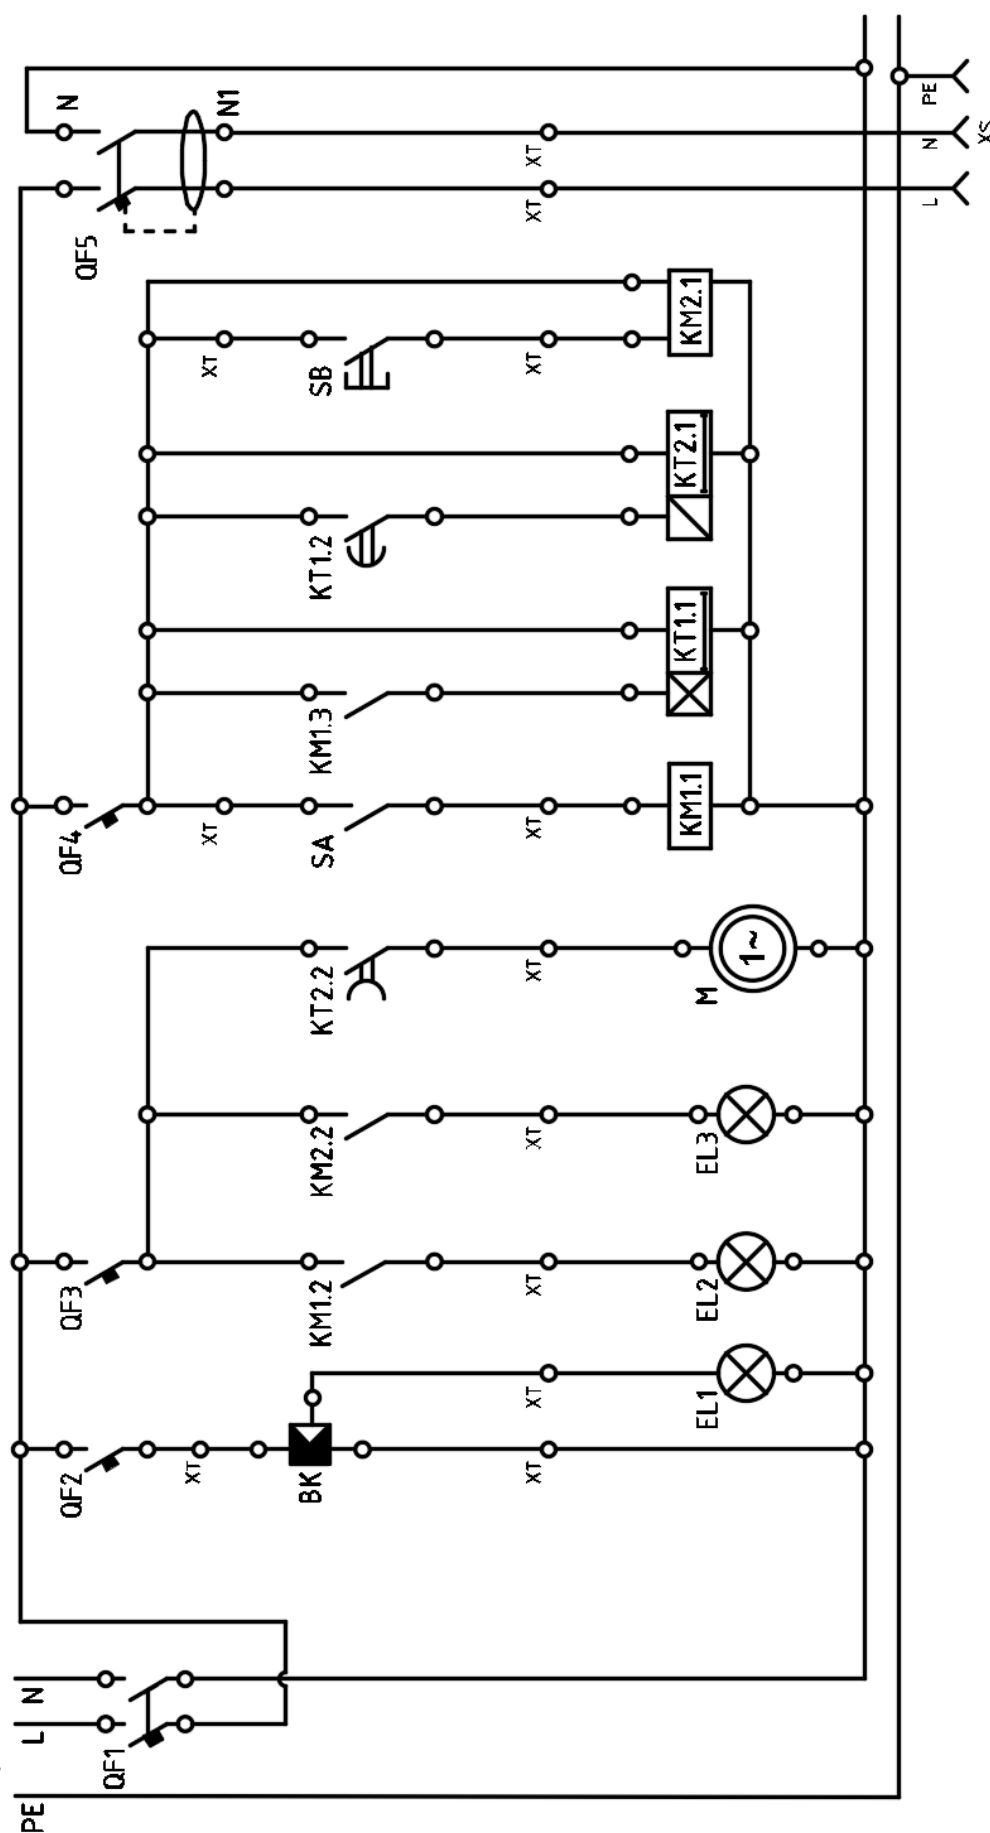 PE
L
N
QF1
QF2
XT
BK
XT
XT
EL1
QF3
KM1.2
XT
EL2
KM2.2
XT
EL3
KT2.2
XT
M
1~
QF4
XT
SA
XT
KM1.1
KM1.3
KT1.1
KT1.2
KT2.1
XT
SB
XT
KM2.1
QF5
N
N1
XT
XT
L
N
PE
XS